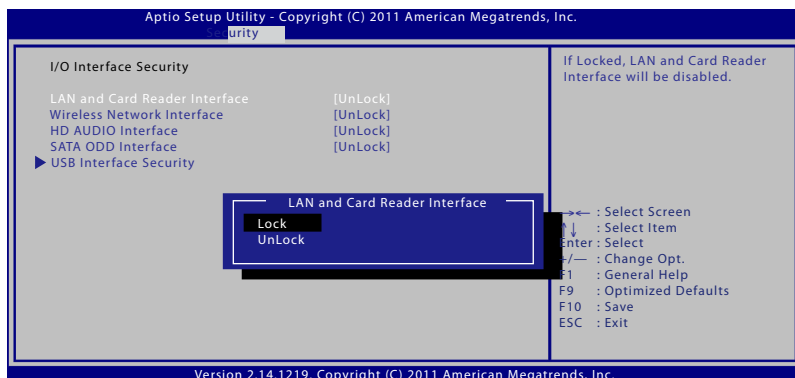 Aptio Setup Utility - Copyright (C) 2011 American Megatrends, Inc.
Security
I/O Interface Security
LAN and Card Reader Interface [UnLock]
Wireless Network Interface [UnLock]
HD AUDIO Interface [UnLock]
SATA ODD Interface [UnLock]
USB Interface Security
If Locked, LAN and Card Reader
Interface will be disabled.
LAN and Card Reader Interface
Lock
UnLock
→← : Select Screen
↑↓ : Select Item
Enter : Select
+/— : Change Opt.
F1 : General Help
F9 : Optimized Defaults
F10 : Save
ESC : Exit
Version 2.14.1219. Copyright (C) 2011 American Megatrends, Inc.